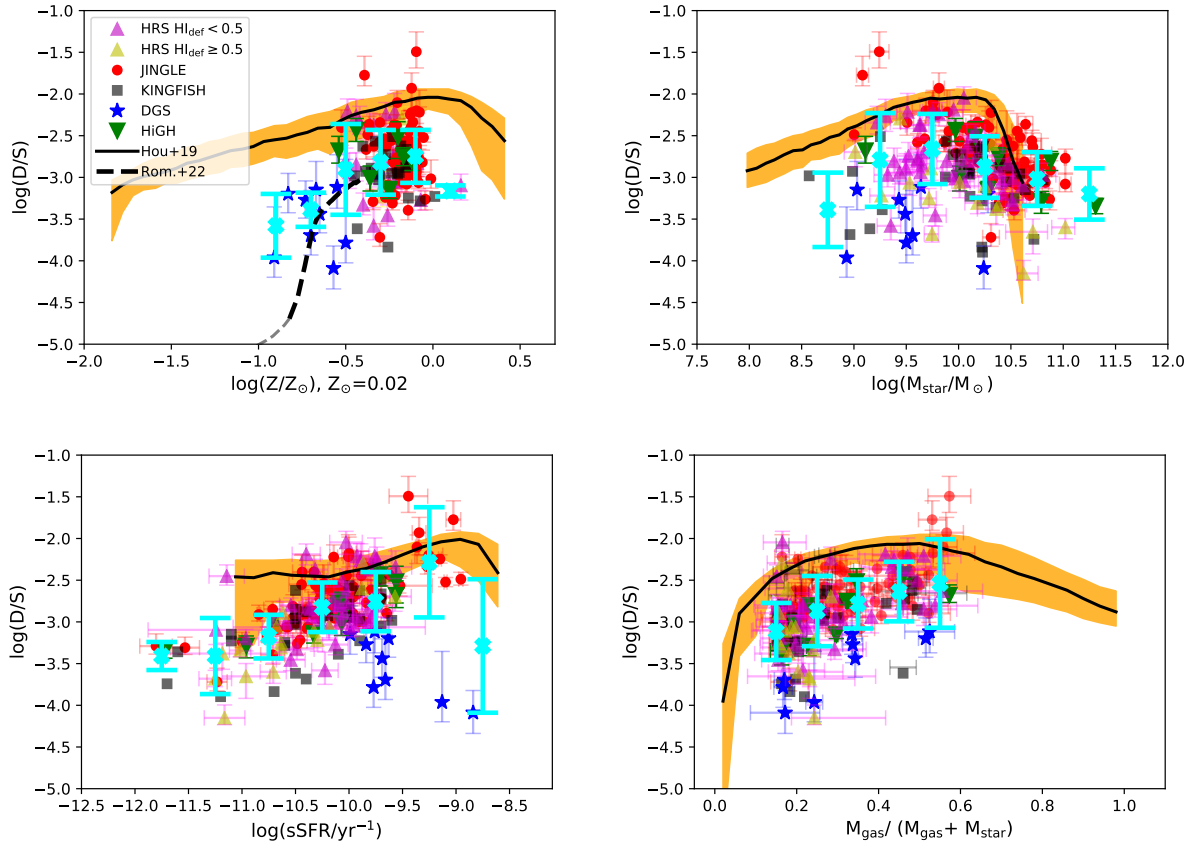 HRS HI_def < 0.5
HRS HI_def ≥ 0.5
JINGLE
KINGFISH
DGS
HiGH
Hou+19
Rom.+22
log(D/S)
−1.0
−1.5
−2.0
−2.5
−3.0
−3.5
−4.0
−4.5
−5.0
−2.0 −1.5 −1.0 −0.5 0.0 0.5
log(Z/Z⊙), Z⊙=0.02
log(D/S)
−1.0
−1.5
−2.0
−2.5
−3.0
−3.5
−4.0
−4.5
−5.0
7.5 8.0 8.5 9.0 9.5 10.0 10.5 11.0 11.5 12.0
log(M_star/M⊙)
log(D/S)
−1.0
−1.5
−2.0
−2.5
−3.0
−3.5
−4.0
−4.5
−5.0
−12.5 −12.0 −11.5 −11.0 −10.5 −10.0 −9.5 −9.0 −8.5
log(sSFR/yr⁻¹)
log(D/S)
−1.0
−1.5
−2.0
−2.5
−3.0
−3.5
−4.0
−4.5
−5.0
0.0 0.2 0.4 0.6 0.8 1.0
M_gas/ (M_gas+ M_star)